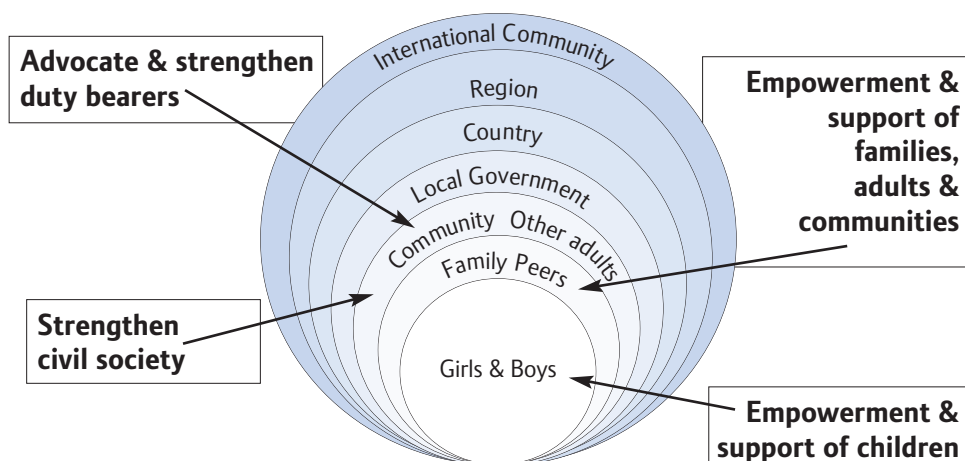 International Community
Region
Country
Local Government
Community Other adults
Family Peers
Girls & Boys
Advocate & strengthen
duty bearers
Strengthen
civil society
Empowerment &
support of
families,
adults &
communities
Empowerment &
support of children